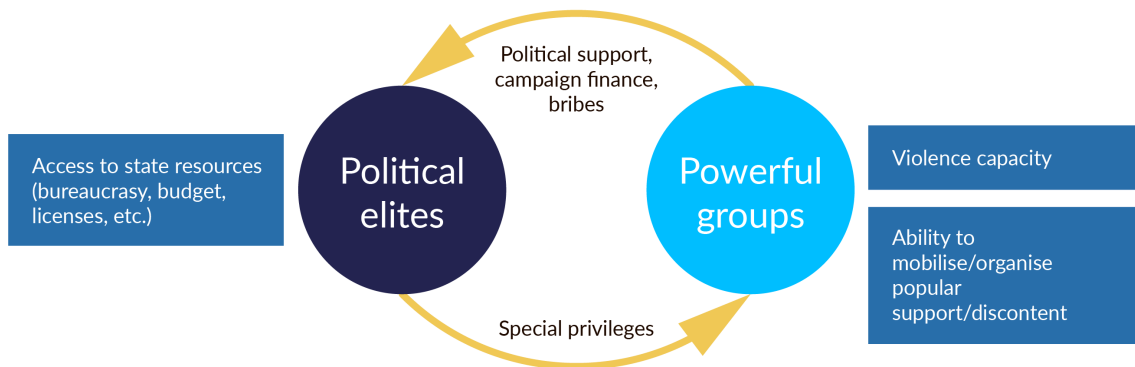 Political support,
campaign finance,
bribes
Access to state resources
(bureaucrasy, budget,
licenses, etc.)
Political
elites
Powerful
groups
Violence capacity
Ability to
mobilise/organise
popular
support/discontent
Special privileges